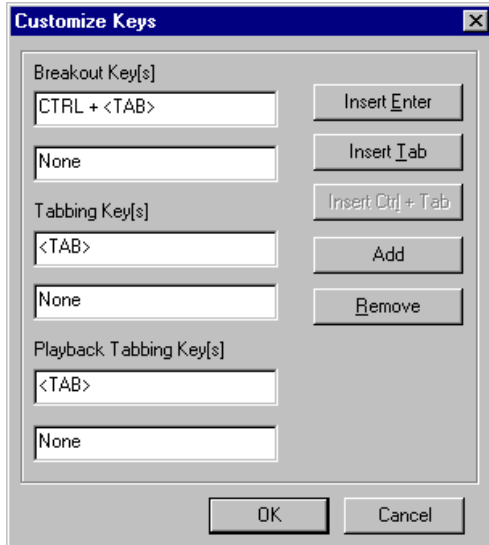 Customize Keys
Breakout Key[s]
CTRL + <TAB>
None
Tabbing Key[s]
<TAB>
None
Playback Tabbing Key[s]
<TAB>
None
Insert Enter
Insert Tab
Insert Ctrl + Tab
Add
Remove
OK
Cancel